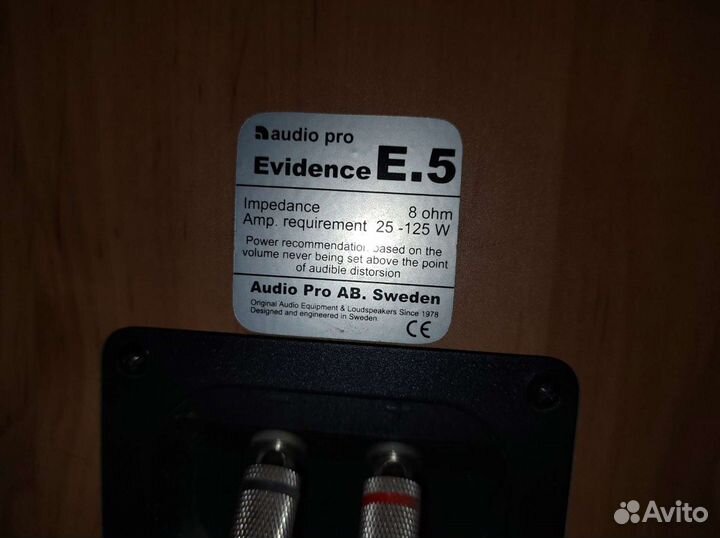 audio pro
Evidence E.5
Impedance 8 ohm
Amp. requirement 25 -125 W
Power recommendation based on the
volume never being set above the point
of audible distorsion
Audio Pro AB. Sweden
Original Audio Equipment & Loudspeakers Since 1978
Designed and engineered in Sweden
CE
Avito